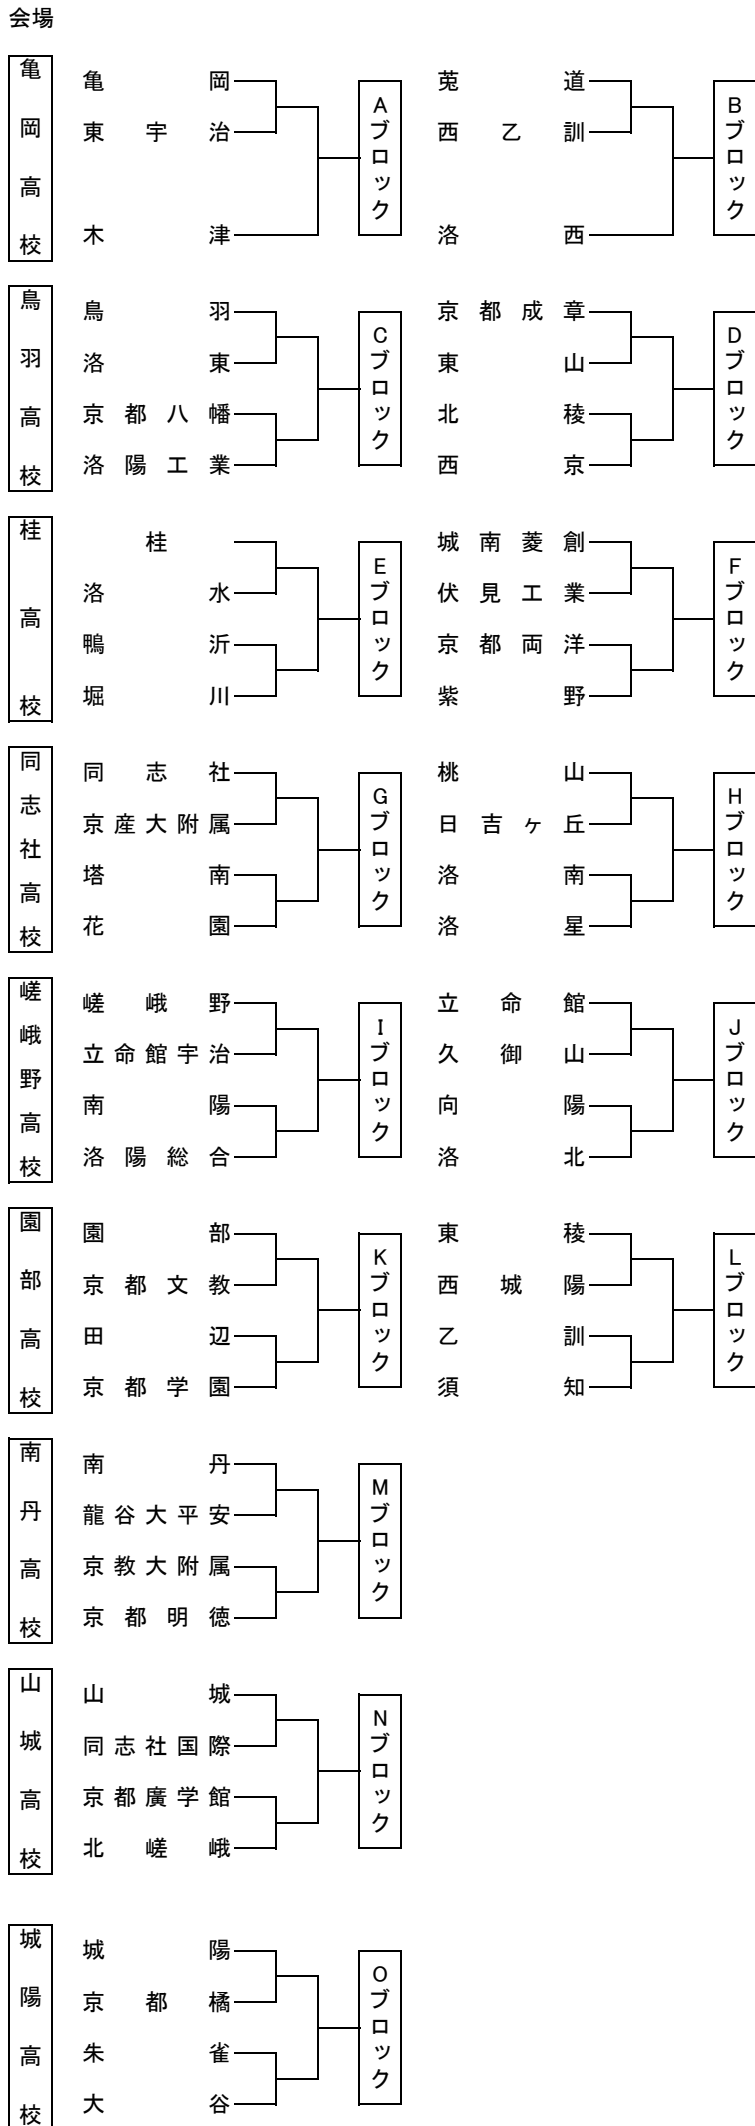 会場
亀岡高校
亀岡
東宇治
木津
Aブロック
莵道
西乙訓
洛西
Bブロック
鳥羽高校
鳥羽
洛東
京都八幡
洛陽工業
Cブロック
京都成章
東山
北稜
西京
Dブロック
桂高校
桂
洛水
鴨沂
堀川
Eブロック
城南菱創
伏見工業
京都両洋
紫野
Fブロック
同志社高校
同志社
京産大附属
塔南
花園
Gブロック
桃山
日吉ヶ丘
洛南
洛星
Hブロック
嵯峨野高校
嵯峨野
立命館宇治
南陽
洛陽総合
Iブロック
立命館
久御山
向陽
洛北
Jブロック
園部高校
園部
京都文教
田辺
京都学園
Kブロック
東稜
西城陽
乙訓
須知
Lブロック
南丹高校
南丹
龍谷大平安
京教大附属
京都明徳
Mブロック
山城高校
山城
同志社国際
京都廣学館
北嵯峨
Nブロック
城陽高校
城陽
京都橘
朱雀
大谷
Oブロック